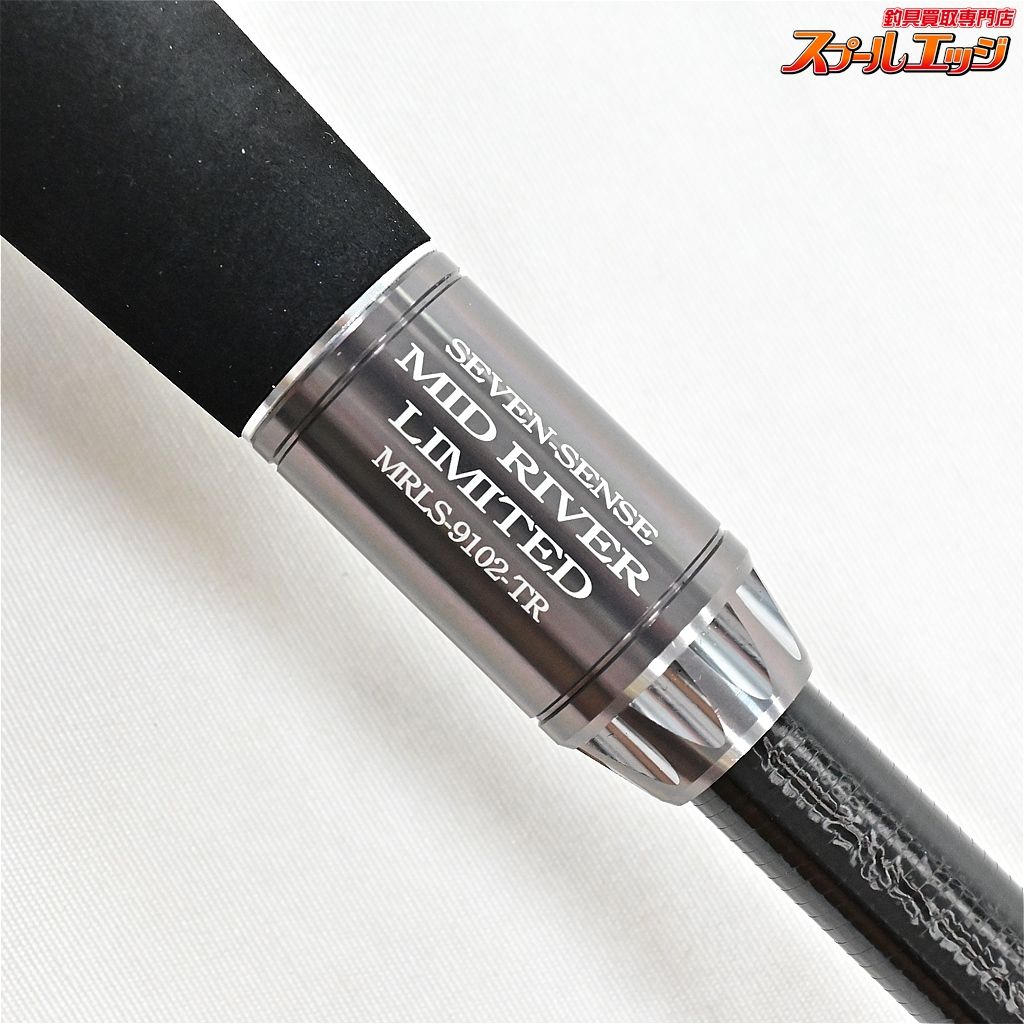 釣具買取専門店
スプールエッジ
SEVEN-SENSE
MID RIVER
LIMITED
MRLS-9102-TR